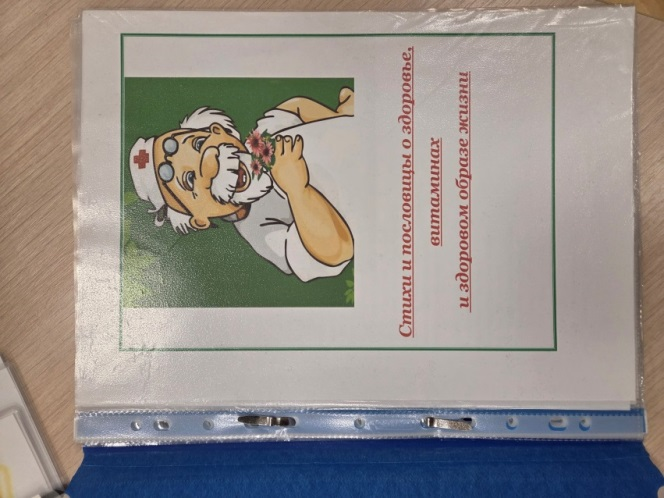 Стихи и пословицы о здоровье,
витаминах
и здоровом образе жизни